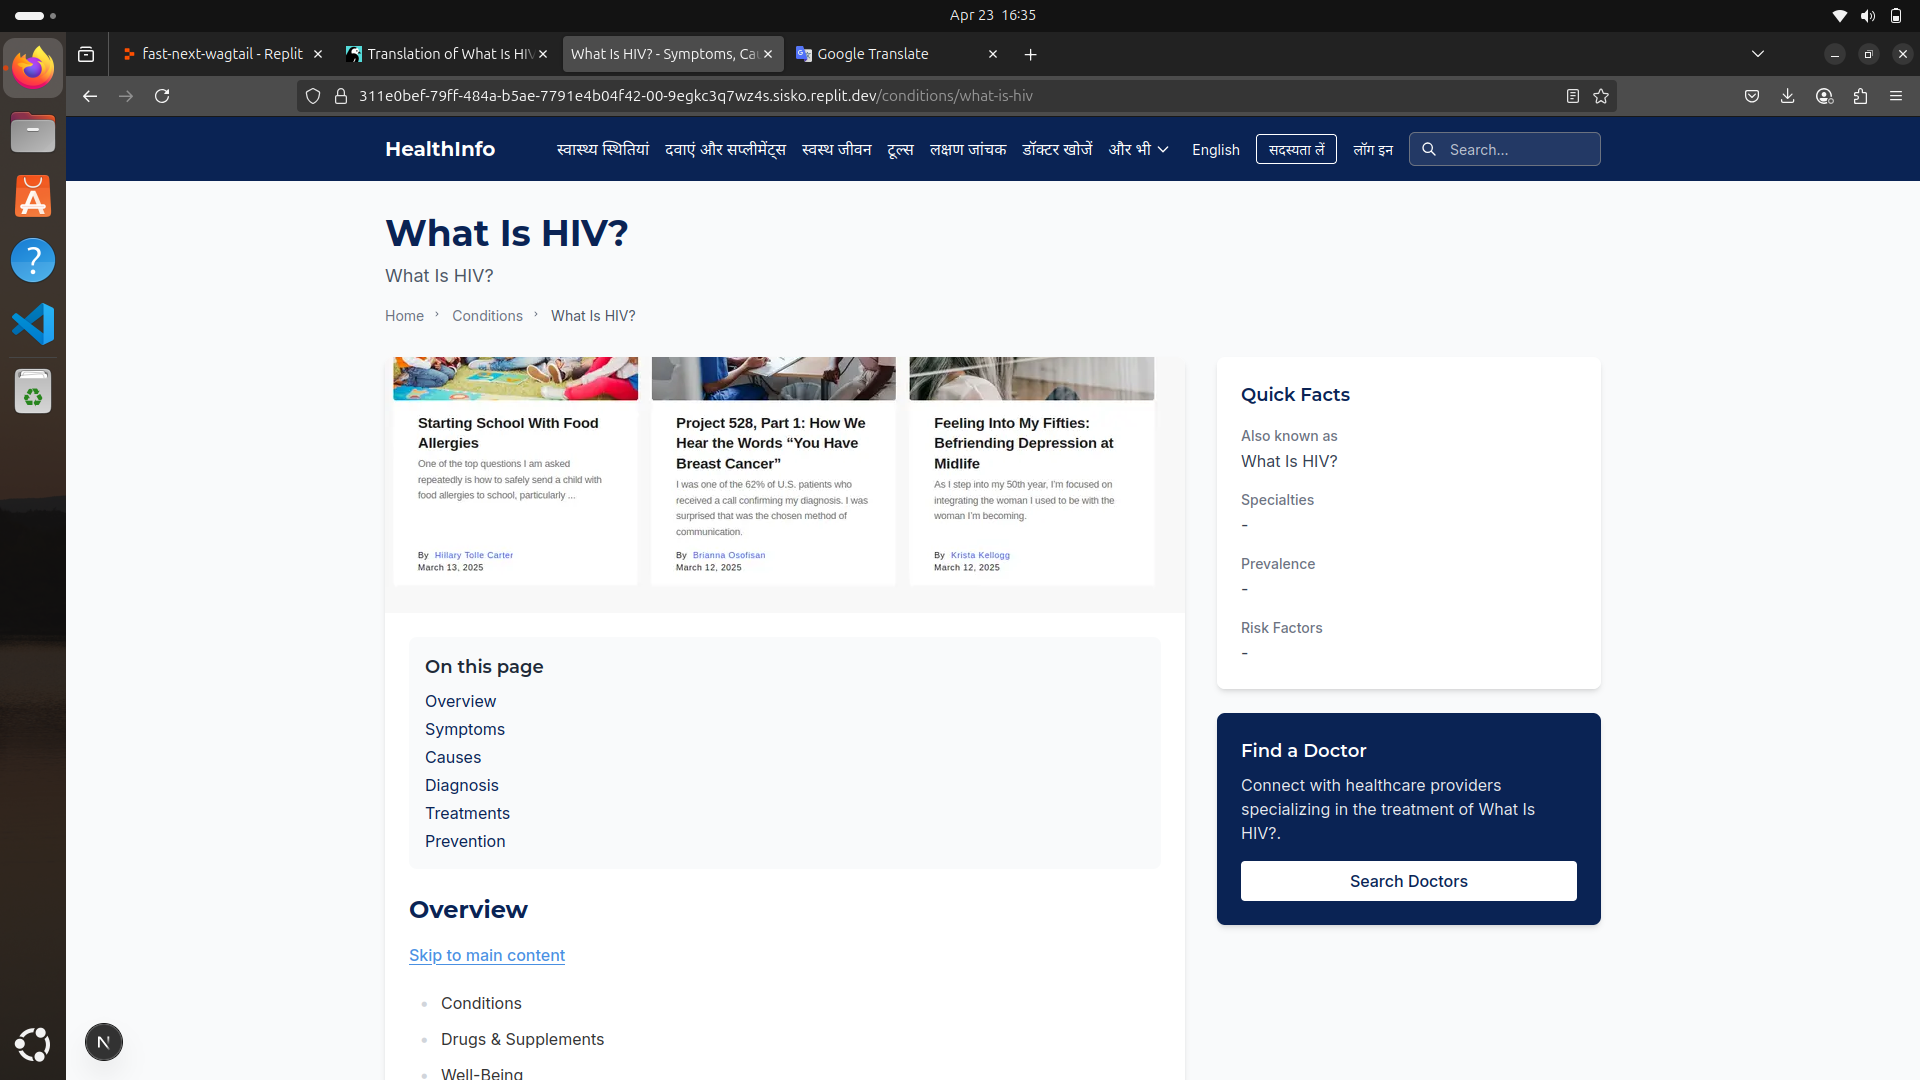 Apr 23 16:35
fast-next-wagtail - Replit
Translation of What Is HIV
What Is HIV? - Symptoms, Ca
Google Translate
311e0bef-79ff-484a-b5ae-7791e4b04f42-00-9egkc3q7wz4s.sisko.replit.dev/conditions/what-is-hiv
HealthInfo
स्वास्थ्य स्थितियां
दवाएं और सप्लीमेंट्स
स्वस्थ जीवन
टूल्स
लक्षण जांचक
डॉक्टर खोजें
और भी
English
सदस्यता लें
लॉग इन
Search...
What Is HIV?
What Is HIV?
Home › Conditions › What Is HIV?
Starting School With Food
Allergies
One of the top questions I am asked
repeatedly is how to safely send a child with
food allergies to school, particularly ...
By Hillary Tolle Carter
March 13, 2025
Project 528, Part 1: How We
Hear the Words “You Have
Breast Cancer”
I was one of the 62% of U.S. patients who
received a call confirming my diagnosis. I was
surprised that was the chosen method of
communication.
By Brianna Osofisan
March 12, 2025
Feeling Into My Fifties:
Befriending Depression at
Midlife
As I step into my 50th year, I’m focused on
integrating the woman I used to be with the
woman I’m becoming.
By Krista Kellogg
March 12, 2025
On this page
Overview
Symptoms
Causes
Diagnosis
Treatments
Prevention
Overview
Skip to main content
Conditions
Drugs & Supplements
Well-Being
Quick Facts
Also known as
What Is HIV?
Specialties
-
Prevalence
-
Risk Factors
-
Find a Doctor
Connect with healthcare providers
specializing in the treatment of What Is
HIV?.
Search Doctors
N